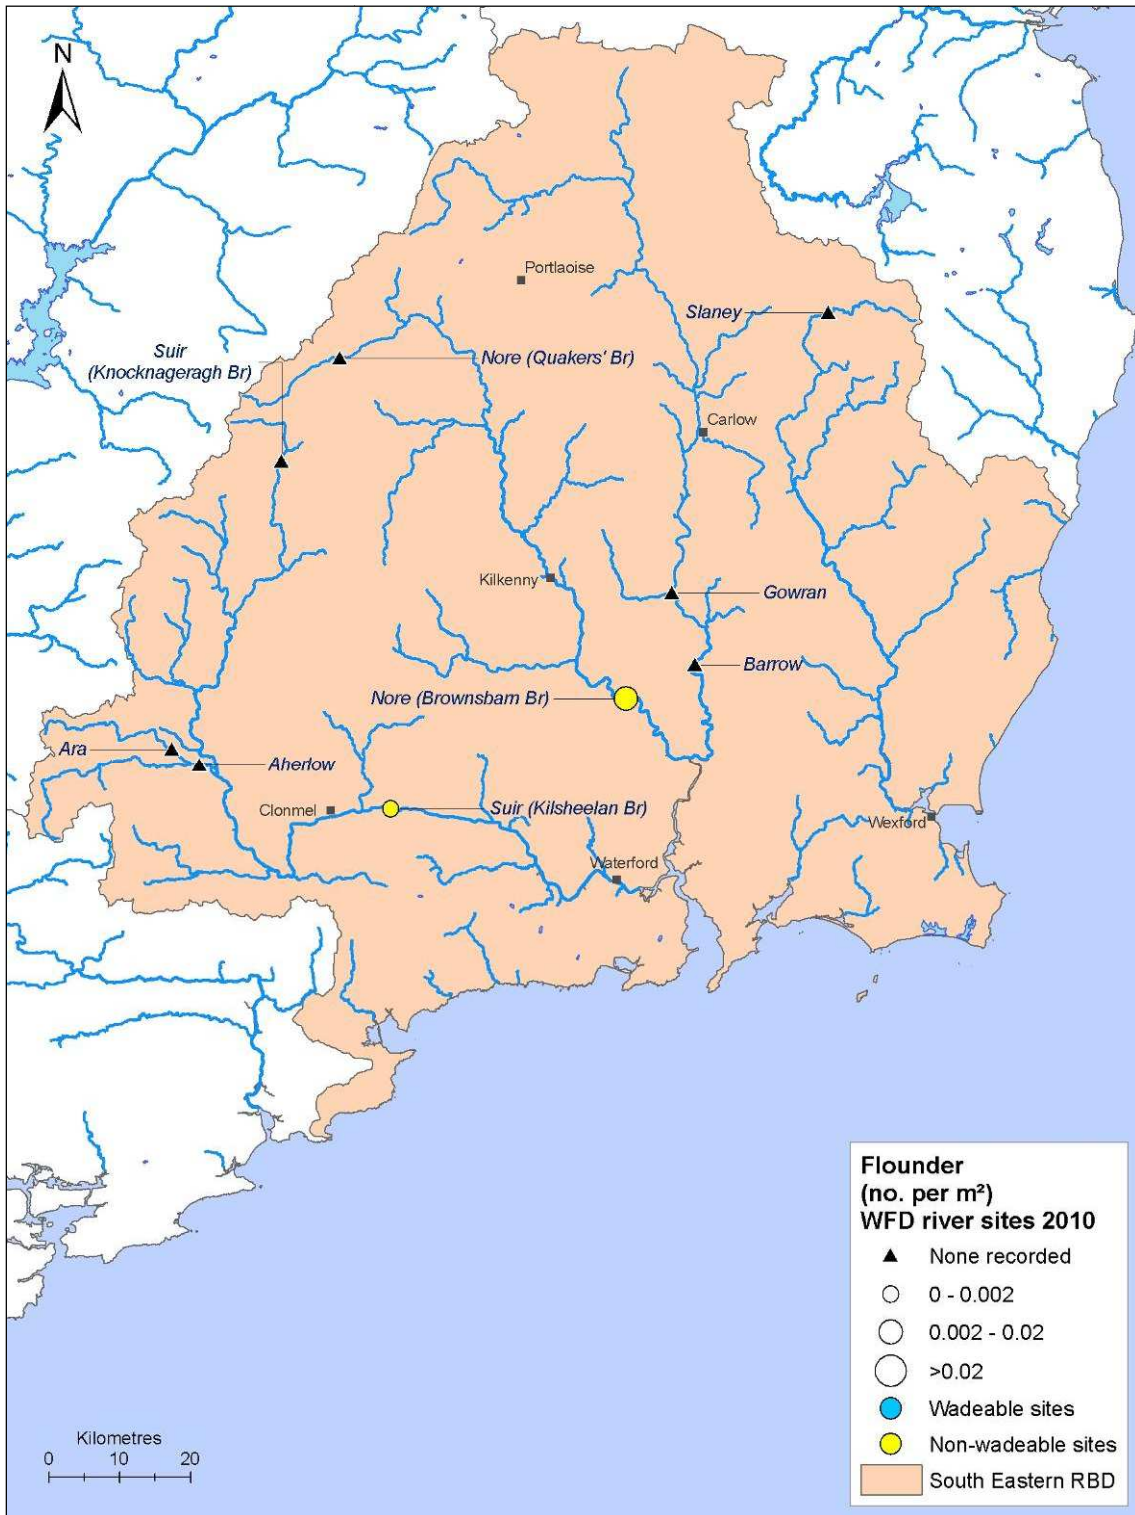 N
Portlaoise
Slaney
Suir
(Knocknageragh Br)
Nore (Quakers' Br)
Carlow
Kilkenny
Gowran
Barrow
Nore (Brownsbarn Br)
Ara
Aherlow
Clonmel
Suir (Kilsheelan Br)
Wexford
Waterford
Flounder
(no. per m²)
WFD river sites 2010
None recorded
0 - 0.002
0.002 - 0.02
>0.02
Wadeable sites
Non-wadeable sites
South Eastern RBD
Kilometres
0 10 20